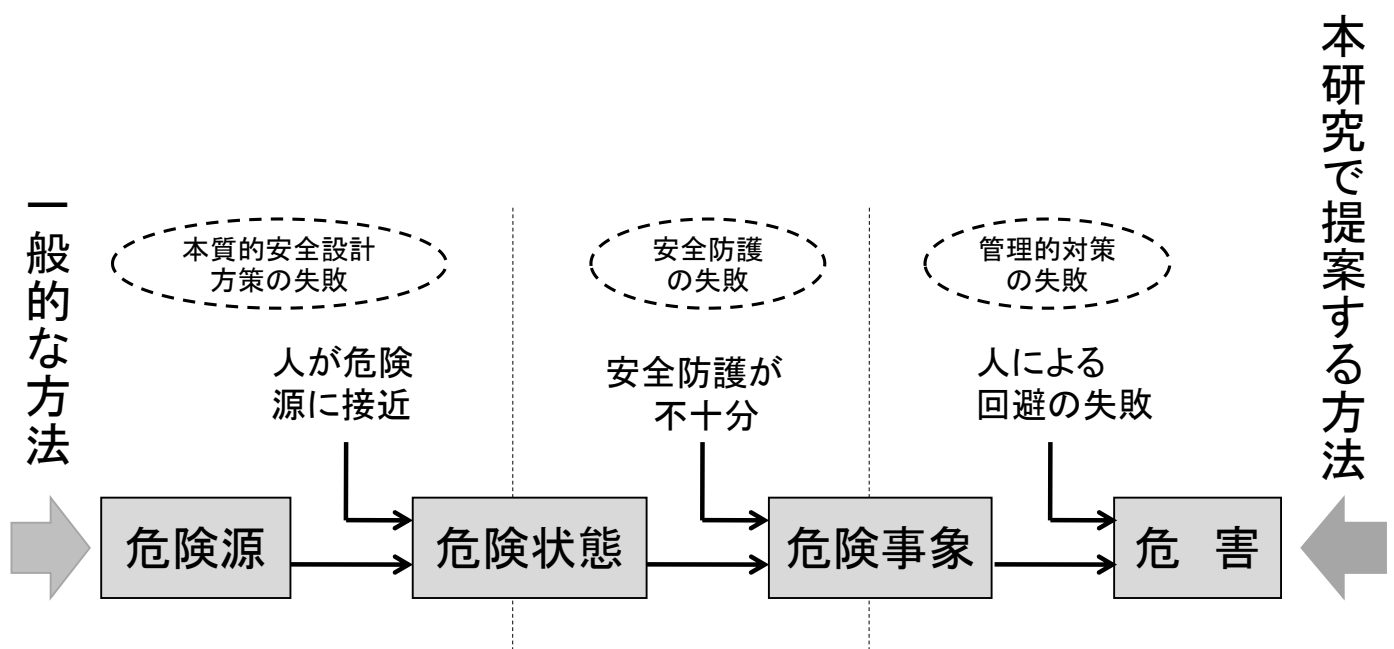 一般的な方法
本質的安全設計
方策の失敗
安全防護
の失敗
管理的対策
の失敗
人が危険
源に接近
安全防護が
不十分
人による
回避の失敗
危険源
危険状態
危険事象
危 害
本研究で提案する方法